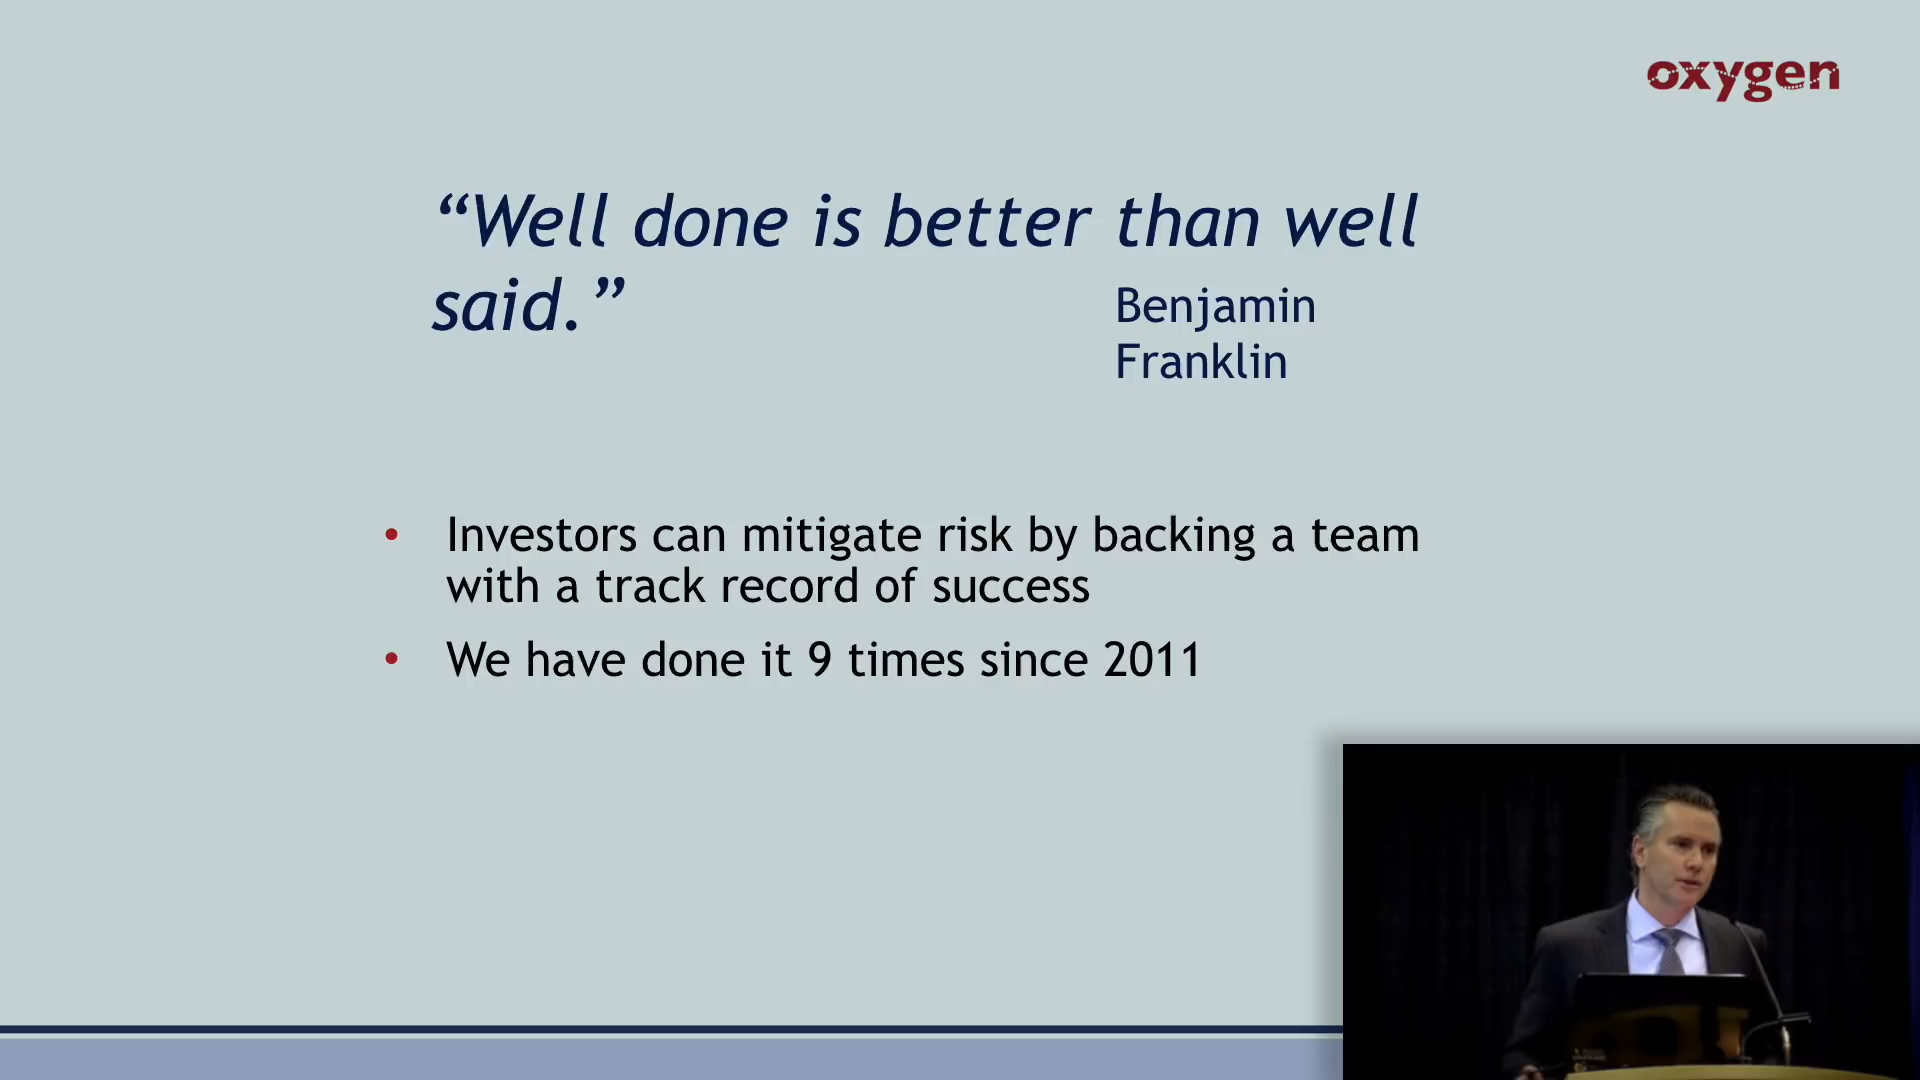 oxygen
“Well done is better than well
said.”
Benjamin
Franklin
• Investors can mitigate risk by backing a team
with a track record of success
• We have done it 9 times since 2011